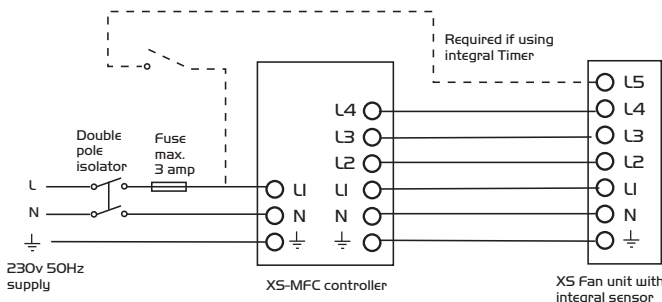 Required if using
integral Timer
L5
L4
L4
L3
L3
Double
pole
isolator
Fuse
max.
3 amp
L2
L2
L
L1
L1
L1
N
N
N
N
230v 50Hz
supply
XS-MFC controller
XS Fan unit with
integral sensor